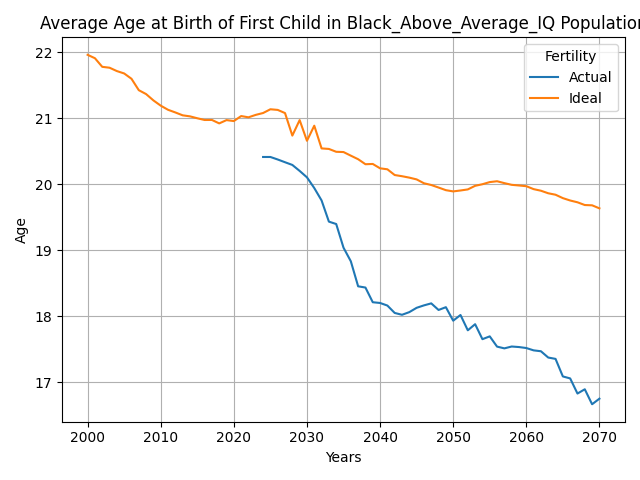 Average Age at Birth of First Child in Black_Above_Average_IQ Population
Fertility
Actual
Ideal
22
21
20
19
18
17
Age
2000 2010 2020 2030 2040 2050 2060 2070
Years